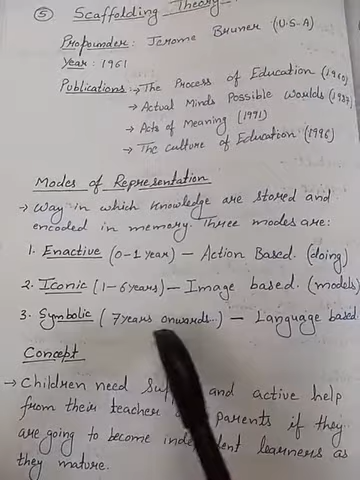 ⑤ Scaffolding Theory
Propounder: Jerome Bruner (U.S.A)
Year: 1961
Publications: → The Process of Education (1960)
→ Actual Minds Possible Worlds (1987)
→ Acts of Meaning (1991)
→ The culture of Education (1996)
Modes of Representation
→ Way in which knowledge are stored and
encoded in memory. Three modes are:
1. Enactive (0-1 year) — Action Based. (doing)
2. Iconic (1-6 years) — Image based. (models)
3. Symbolic (7 years onwards..) — Language based
Concept
→ Children need and active help
from their teacher parents if they
are going to become learners as
they mature.